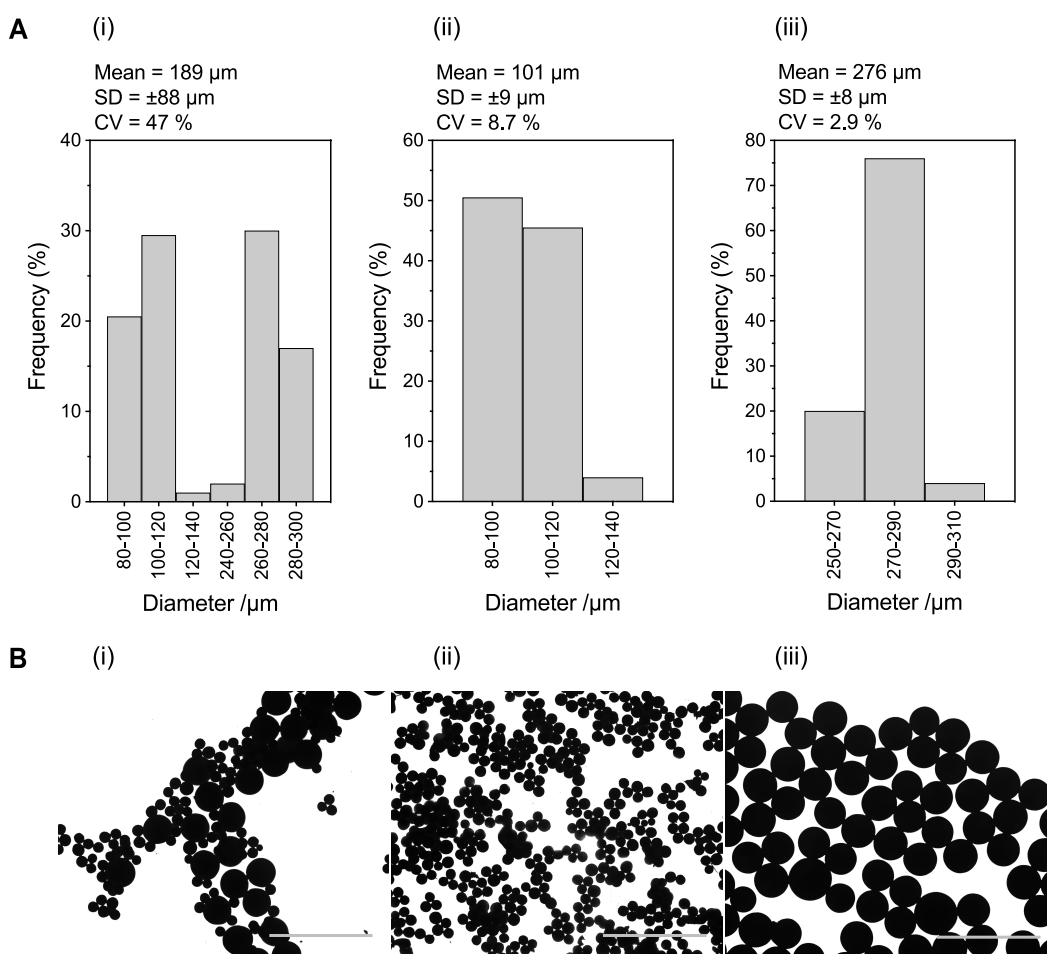 A
(i)
(ii)
(iii)
Mean = 189 µm
SD = ±88 µm
CV = 47 %
Mean = 101 µm
SD = ±9 µm
CV = 8.7 %
Mean = 276 µm
SD = ±8 µm
CV = 2.9 %
40
30
20
10
0
Frequency (%)
80-100
100-120
120-140
240-260
260-280
280-300
Diameter /µm
60
50
40
30
20
10
0
Frequency (%)
80-100
100-120
120-140
Diameter /µm
80
70
60
50
40
30
20
10
0
Frequency (%)
250-270
270-290
290-310
Diameter /µm
B
(i)
(ii)
(iii)